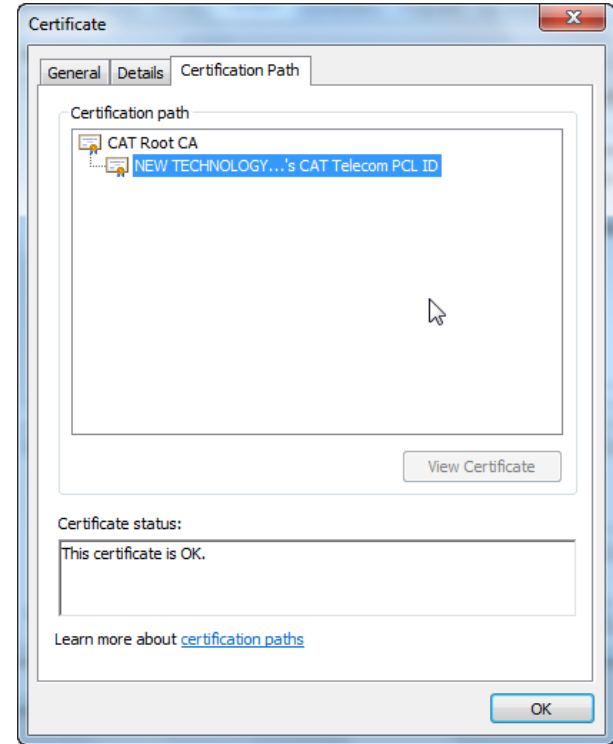 Certificate
General Details Certification Path
Certification path
CAT Root CA
NEW TECHNOLOGY...'s CAT Telecom PCL ID
View Certificate
Certificate status:
This certificate is OK.
Learn more about certification paths
OK